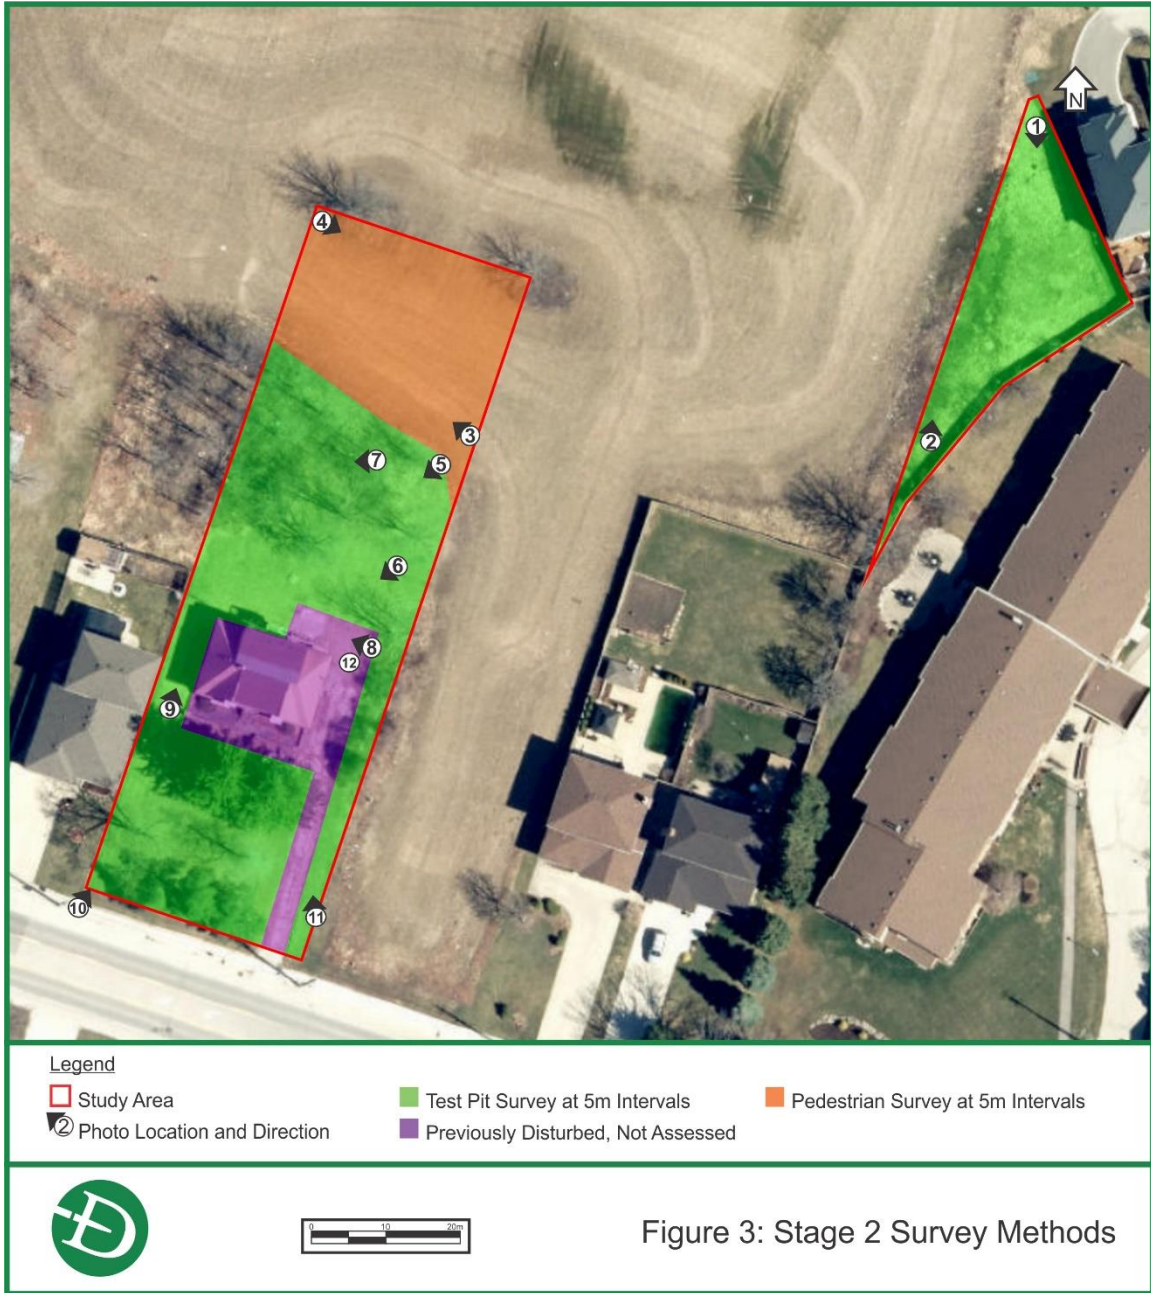 N
1
4
2
3
7
5
6
8
12
9
10
11
Legend
Study Area
Test Pit Survey at 5m Intervals
Pedestrian Survey at 5m Intervals
2 Photo Location and Direction
Previously Disturbed, Not Assessed
D
0 10 20m
Figure 3: Stage 2 Survey Methods